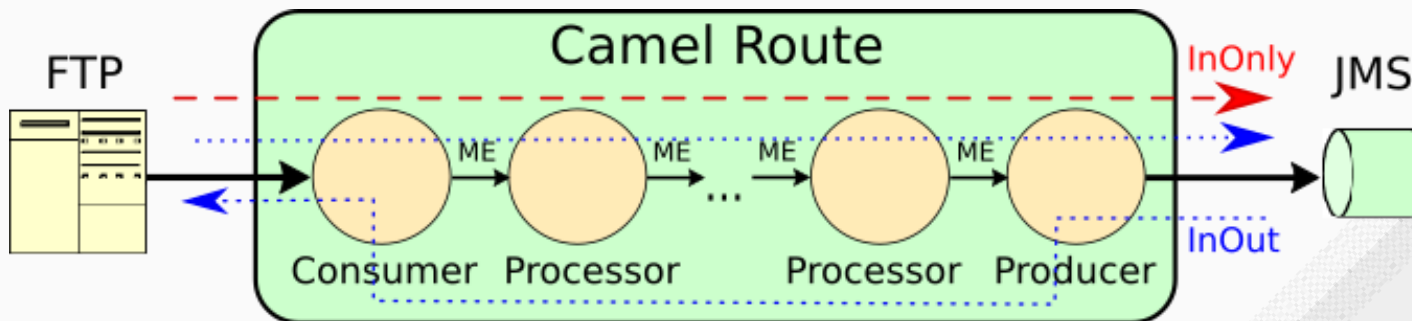 Camel Route
FTP
InOnly
JMS
ME
ME
ME
ME
...
InOut
Consumer
Processor
Processor
Producer